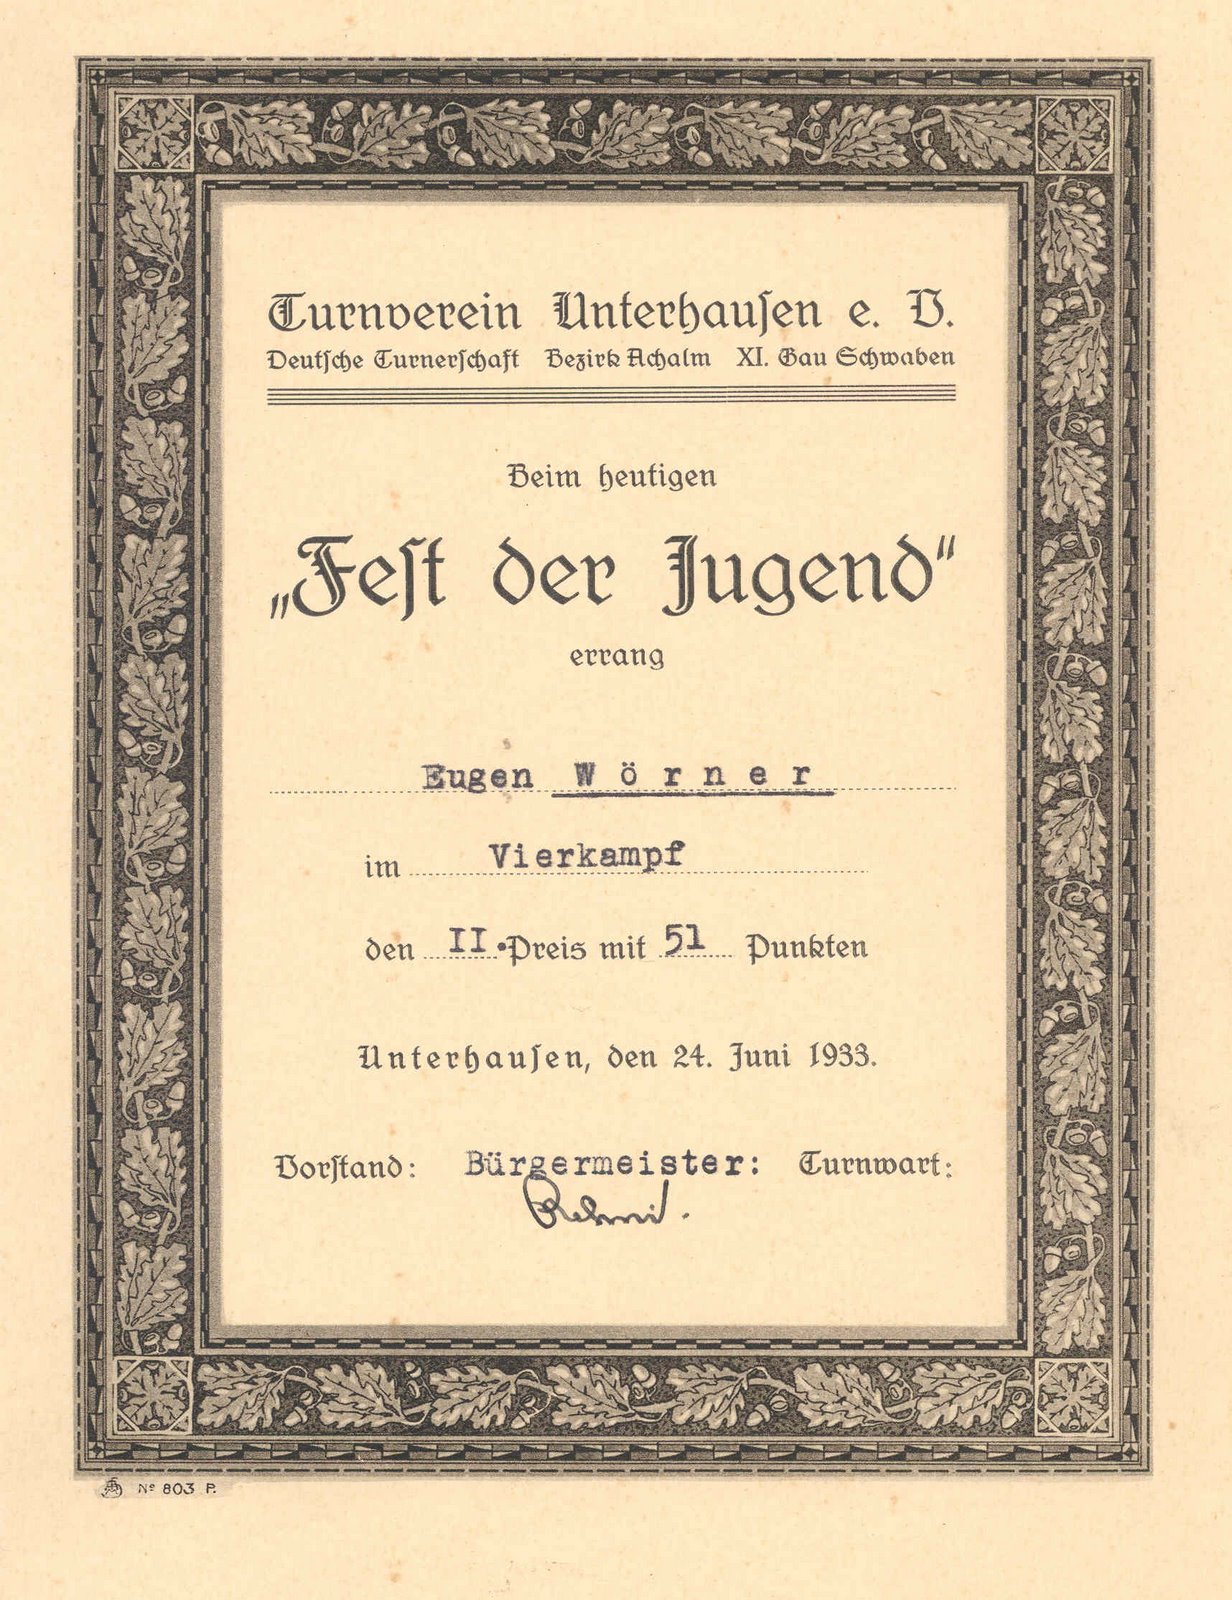 Turnverein Unterhausen e. V.
Deutsche Turnerschaft Bezirk Achalm XI. Gau Schwaben
Beim heutigen
„Fest der Jugend“
errang
Eugen Wörner
im Vierkampf
den II. Preis mit 51 Punkten
Unterhausen, den 24. Juni 1933.
Vorstand: Bürgermeister: Turnwart:
Nº 803 P.